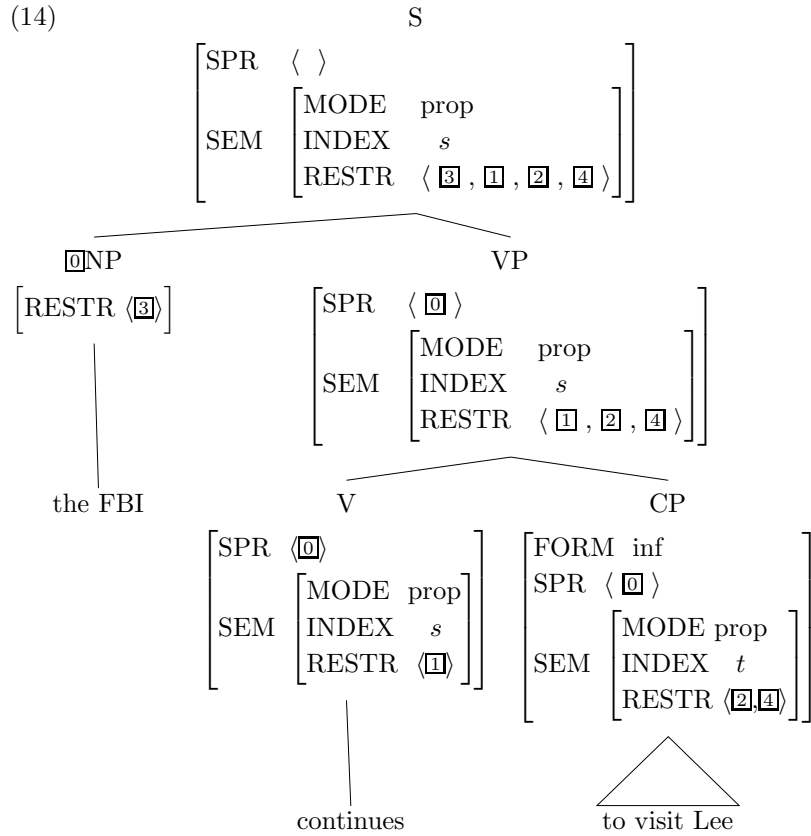 (14) S
SPR ⟨ ⟩
MODE prop
SEM INDEX s
RESTR ⟨ 3 , 1 , 2 , 4 ⟩
0 NP VP
RESTR ⟨ 3 ⟩
SPR ⟨ 0 ⟩
MODE prop
SEM INDEX s
RESTR ⟨ 1 , 2 , 4 ⟩
the FBI V CP
SPR ⟨ 0 ⟩
MODE prop
SEM INDEX s
RESTR ⟨ 1 ⟩
FORM inf
SPR ⟨ 0 ⟩
MODE prop
SEM INDEX t
RESTR ⟨ 2 , 4 ⟩
continues to visit Lee